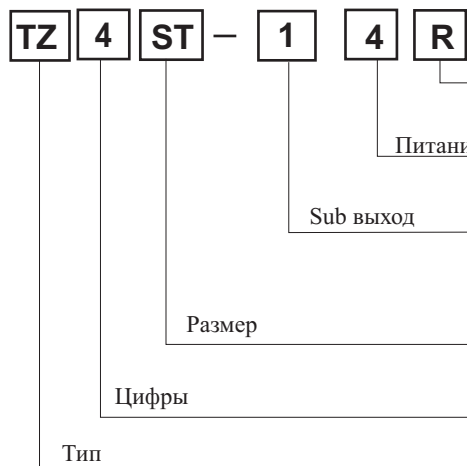 TZ 4 ST – 1 4 R
Sub выход
Размер
Цифры
Тип